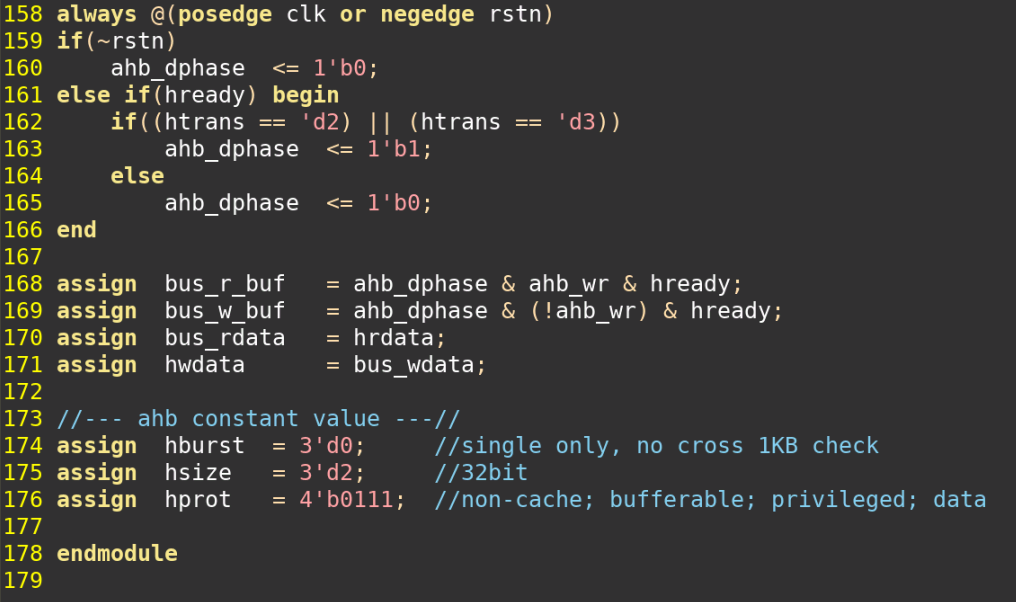 158 always @(posedge clk or negedge rstn)
159 if(~rstn)
160     ahb_dphase  <= 1'b0;
161 else if(hready) begin
162     if((htrans == 'd2) || (htrans == 'd3))
163         ahb_dphase  <= 1'b1;
164     else
165         ahb_dphase  <= 1'b0;
166 end
167
168 assign  bus_r_buf   = ahb_dphase & ahb_wr & hready;
169 assign  bus_w_buf   = ahb_dphase & (!ahb_wr) & hready;
170 assign  bus_rdata   = hrdata;
171 assign  hwdata      = bus_wdata;
172
173 //--- ahb constant value ---//
174 assign  hburst  = 3'd0;     //single only, no cross 1KB check
175 assign  hsize   = 3'd2;     //32bit
176 assign  hprot   = 4'b0111;  //non-cache; bufferable; privileged; data
177
178 endmodule
179